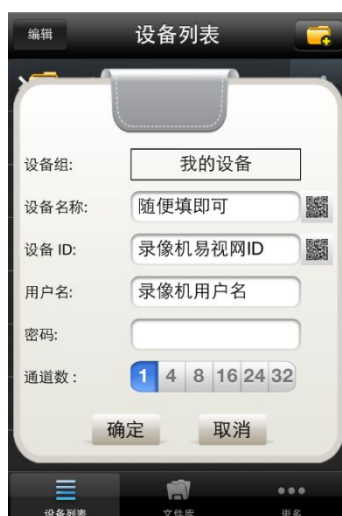 编辑 设备列表
设备组: 我的设备
设备名称: 随便填即可
设备 ID: 录像机易视网ID
用户名: 录像机用户名
密码:
通道数: 1 4 8 16 24 32
确定 取消
设备列表 文件库 更多